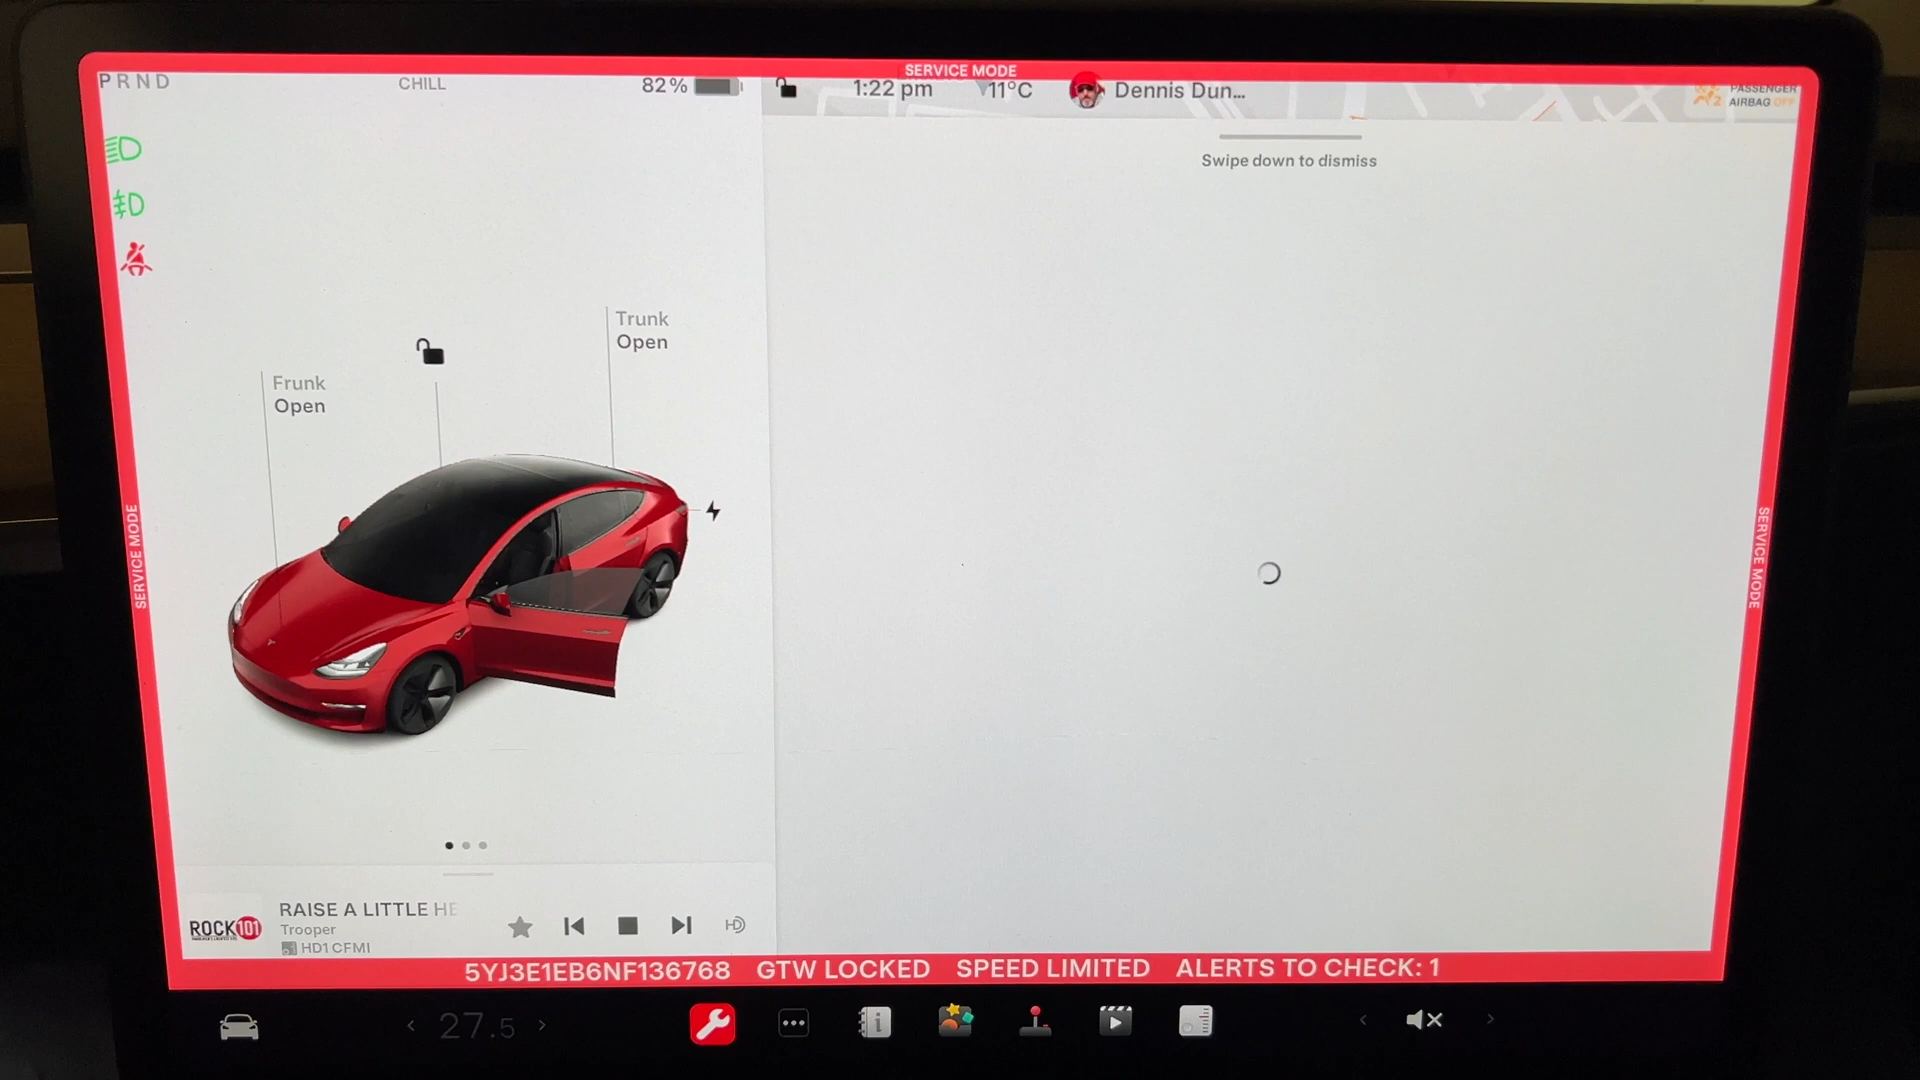 SERVICE MODE
P R N D
CHILL
82 %
1:22 pm
11°C
Dennis Dun...
PASSENGER
AIRBAG OFF
Swipe down to dismiss
Trunk
Open
Frunk
Open
SERVICE MODE
SERVICE MODE
ROCK101
RAISE A LITTLE HE
Trooper
HD1 CFMI
HD
5YJ3E1EB6NF136768 GTW LOCKED SPEED LIMITED ALERTS TO CHECK: 1
27.5